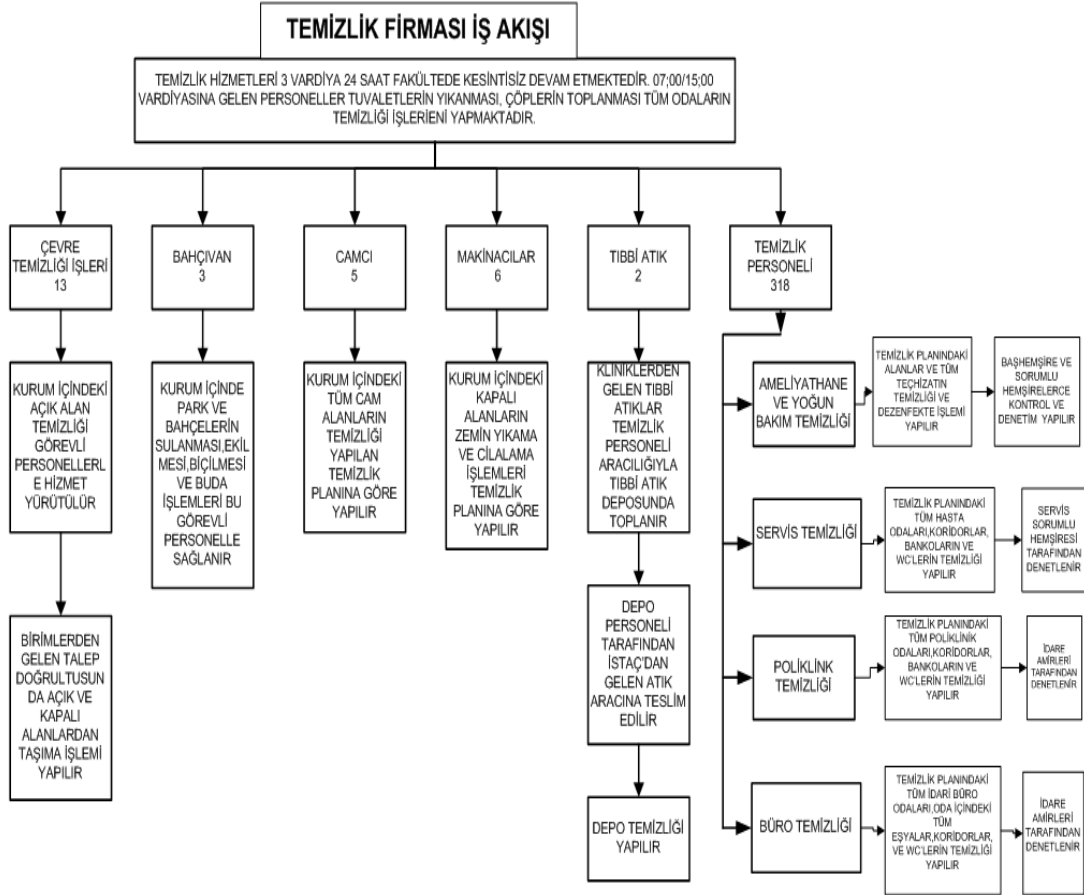 TEMİZLİK FİRMASI İŞ AKIŞI
TEMİZLİK HİZMETLERİ 3 VARDİYA 24 SAAT FAKÜLTEDE KESİNTİSİZ DEVAM ETMEKTEDİR. 07;00/15;00
VARDİYASINA GELEN PERSONELLER TUVALETLERİN YIKANMASI, ÇÖPLERİN TOPLANMASI TÜM ODALARIN
TEMİZLİĞİ İŞLERİENİ YAPMAKTADIR.
ÇEVRE
TEMİZLİĞİ İŞLERİ
13
BAHÇIVAN
3
CAMCI
5
MAKİNACILAR
6
TIBBİ ATIK
2
TEMİZLİK
PERSONELİ
318
KURUM İÇİNDEKİ
AÇIK ALAN
TEMİZLİĞİ
GÖREVLİ
PERSONELLERL
E HİZMET
YÜRÜTÜLÜR
KURUM İÇİNDE
PARK VE
BAHÇELERİN
SULANMASI,EKİL
MESİ,BİÇİLMESİ
VE BUDA
İŞLEMLERİ BU
GÖREVLİ
PERSONELLE
SAĞLANIR
KURUM İÇİNDEKİ
TÜM CAM
ALANLARIN
TEMİZLİĞİ
YAPILAN
TEMİZLİK
PLANINA GÖRE
YAPILIR
KURUM İÇİNDEKİ
KAPALI
ALANLARIN
ZEMİN YIKAMA
VE CİLALAMA
İŞLEMLERİ
TEMİZLİK
PLANINA GÖRE
YAPILIR
KLİNİKLERDEN
GELEN TIBBİ
ATIKLAR
TEMİZLİK
PERSONELİ
ARACILIĞIYLA
TIBBİ ATIK
DEPOSUNDA
TOPLANIR
BİRİMLERDEN
GELEN TALEP
DOĞRULTUSUN
DA AÇIK VE
KAPALI
ALANLARDAN
TAŞIMA İŞLEMİ
YAPILIR
DEPO
PERSONELİ
TARAFINDAN
İSTAÇ'DAN
GELEN ATIK
ARACINA TESLİM
EDİLİR
DEPO TEMİZLİĞİ
YAPILIR
AMELİYATHANE
VE YOĞUN
BAKIM TEMİZLİĞİ
TEMİZLİK PLANINDAKİ
ALANLAR VE TÜM
TEÇHİZATIN
TEMİZLİĞİ VE
DEZENFEKTE İŞLEMİ
YAPILIR
BAŞHEMŞİRE VE
SORUMLU
HEMŞİRELERCE
KONTROL VE
DENETİM YAPILIR
SERVİS TEMİZLİĞİ
TEMİZLİK PLANINDAKİ
TÜM HASTA
ODALARI,KORİDORLAR,
BANKOLARIN VE
WC'LERİN TEMİZLİĞİ
YAPILIR
SERVİS
SORUMLU
HEMŞİRESİ
TARAFINDAN
DENETLENİR
POLİKLİNK
TEMİZLİĞİ
TEMİZLİK PLANINDAKİ
TÜM POLİKLİNİK
ODALARI,KORİDORLAR,
BANKOLARIN VE
WC'LERİN TEMİZLİĞİ
YAPILIR
İDARE
AMİRLERİ
TARAFINDAN
DENETLENİR
BÜRO TEMİZLİĞİ
TEMİZLİK PLANINDAKİ
TÜM İDARİ BÜRO
ODALARI,ODA İÇİNDEKİ
TÜM
EŞYALAR,KORİDORLAR,
VE WC'LERİN TEMİZLİĞİ
YAPILIR
İDARE
AMİRLERİ
TARAFINDAN
DENETLENİR